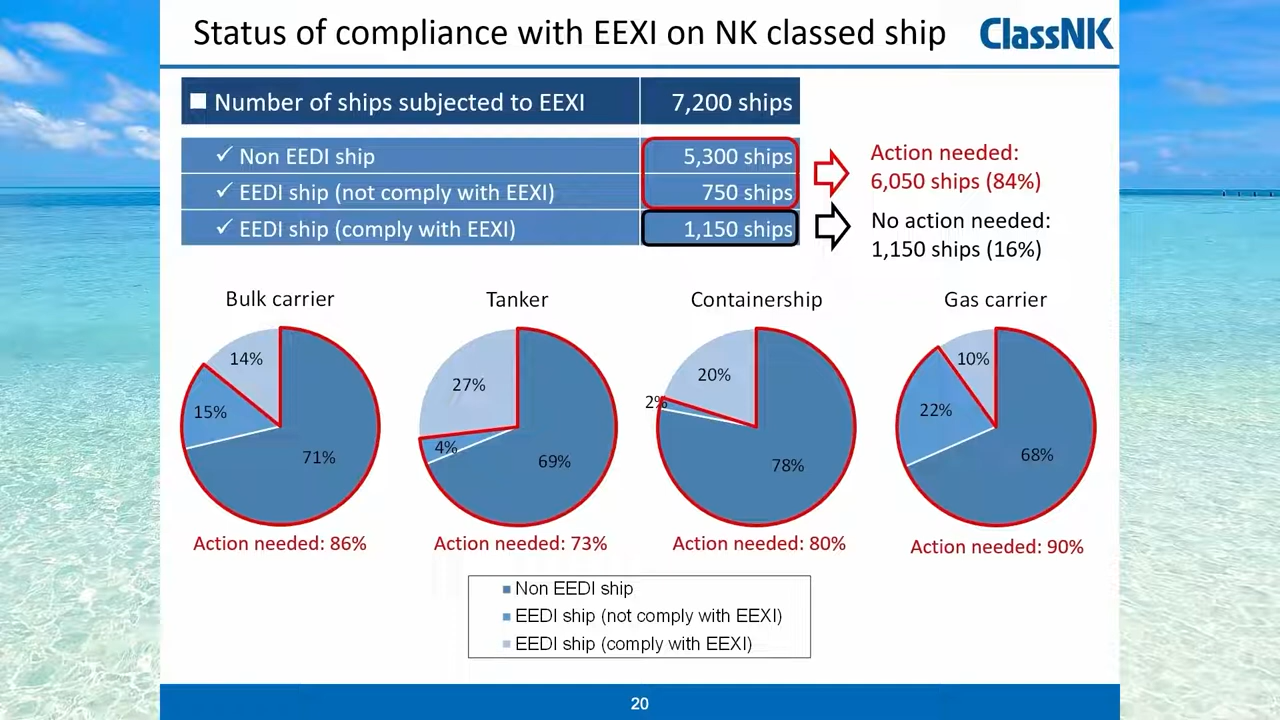 Status of compliance with EEXI on NK classed ship
ClassNK
Number of ships subjected to EEXI 7,200 ships
✓ Non EEDI ship 5,300 ships
✓ EEDI ship (not comply with EEXI) 750 ships
✓ EEDI ship (comply with EEXI) 1,150 ships
Action needed:
6,050 ships (84%)
No action needed:
1,150 ships (16%)
Bulk carrier
14%
15%
71%
Action needed: 86%
Tanker
27%
4%
69%
Action needed: 73%
Containership
20%
2%
78%
Action needed: 80%
Gas carrier
10%
22%
68%
Action needed: 90%
Non EEDI ship
EEDI ship (not comply with EEXI)
EEDI ship (comply with EEXI)
20